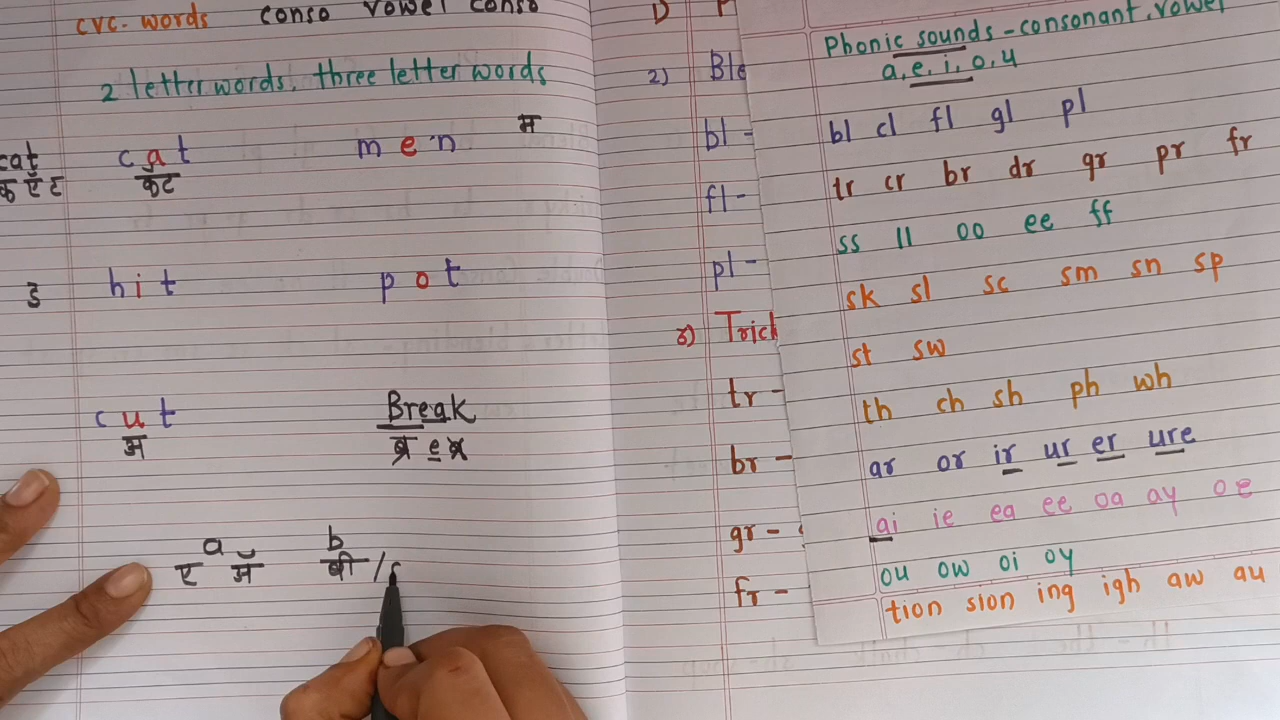 cvc. words conso vowel conso
2 letter words. three letter words
cat cat men म
क ऍ ट कट
इ hit pot
cut Break
अ ब्र e क्र
a b
ए अॅ बी /
D P
2) Ble
bl -
fl -
pl -
3) Trick
tr -
br -
gr -
fr -
Phonic sounds - consonant. vowel
a, e, i, o, u
bl cl fl gl pl
tr cr br dr gr pr fr
ss ll oo ee ff
sk sl sc sm sn sp
st sw
th ch sh ph wh
ar or ir ur er ure
ai ie ea ee oa ay oe
ou ow oi oy
tion sion ing igh aw au